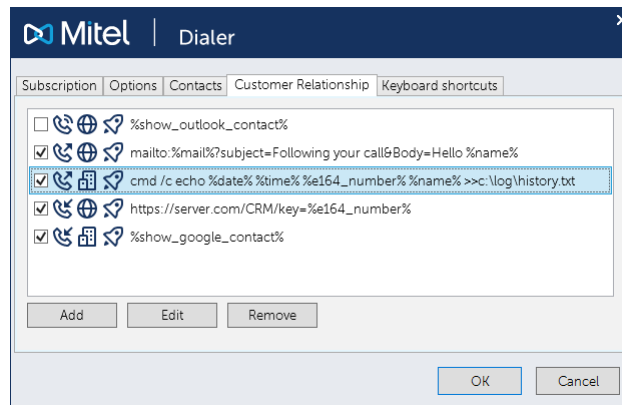 Mitel | Dialer
Subscription Options Contacts Customer Relationship Keyboard shortcuts
%show_outlook_contact%
mailto:%mail%?subject=Following your call&Body=Hello %name%
cmd /c echo %date% %time% %e164_number% %name% >>c:\log\history.txt
https://server.com/CRM/key=%e164_number%
%show_google_contact%
Add Edit Remove
OK Cancel